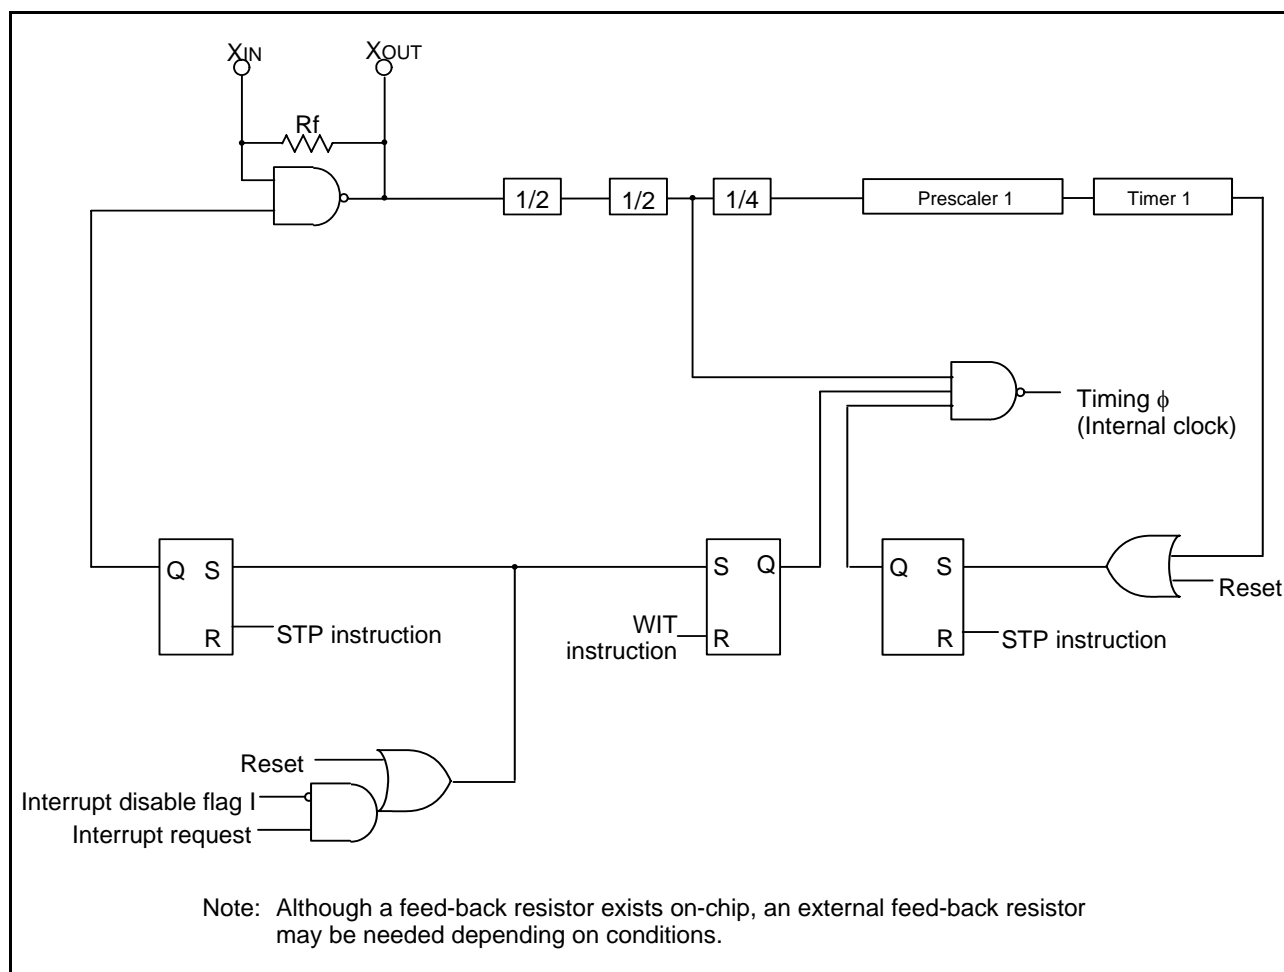 XIN
XOUT
Rf
1/2
1/2
1/4
Prescaler 1
Timer 1
Timing ϕ
(Internal clock)
Q
S
R
STP instruction
S
Q
R
WIT
instruction
Q
S
R
STP instruction
Reset
Reset
Interrupt disable flag I
Interrupt request
Note: Although a feed-back resistor exists on-chip, an external feed-back resistor
may be needed depending on conditions.